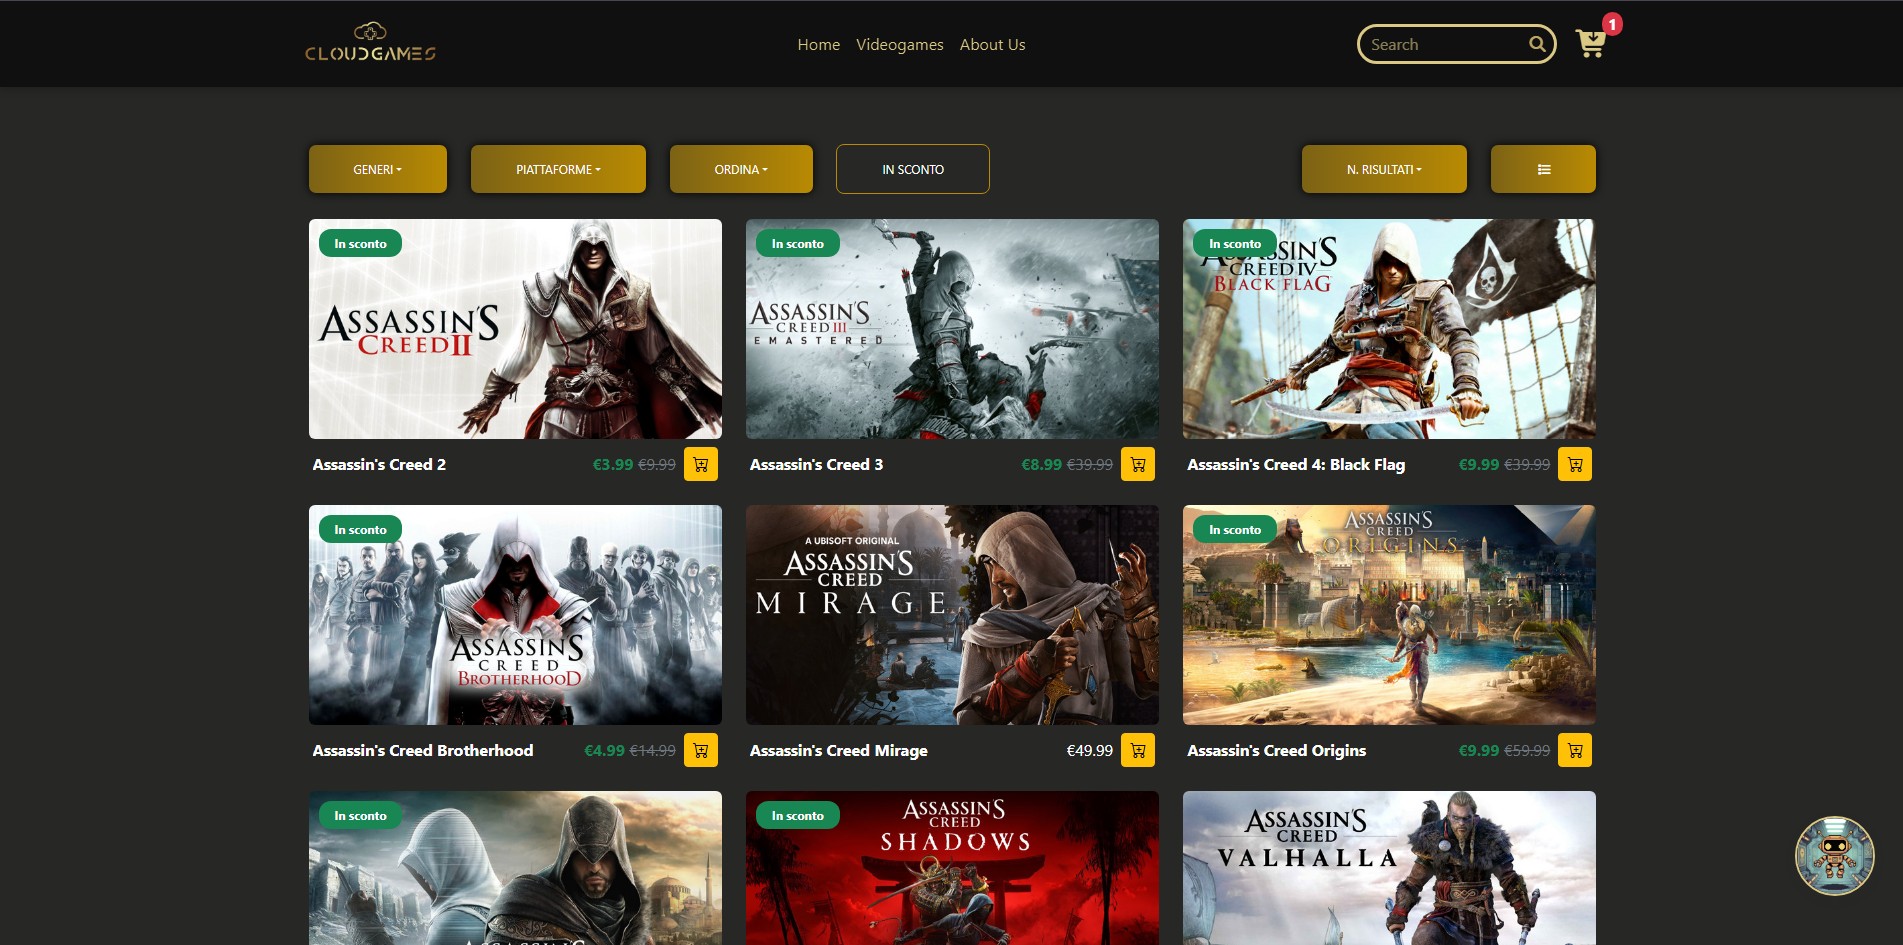 CLOUDGAMES
Home Videogames About Us
Search
1
GENERI
PIATTAFORME
ORDINA
IN SCONTO
N. RISULTATI
In sconto
ASSASSIN'S
CREED II
In sconto
ASSASSIN'S
CREED III
EMASTERED
In sconto
ASSASSIN'S
CREED IV
BLACK FLAG
Assassin's Creed 2
€3.99 €9.99
Assassin's Creed 3
€8.99 €39.99
Assassin's Creed 4: Black Flag
€9.99 €39.99
In sconto
ASSASSIN'S
CREED
BROTHERHOOD
A UBISOFT ORIGINAL
ASSASSIN'S
CREED
MIRAGE
In sconto
ASSASSIN'S
CREED
ORIGINS
Assassin's Creed Brotherhood
€4.99 €14.99
Assassin's Creed Mirage
€49.99
Assassin's Creed Origins
€9.99 €59.99
In sconto
In sconto
ASSASSIN'S
CREED
SHADOWS
ASSASSIN'S
CREED
VALHALLA